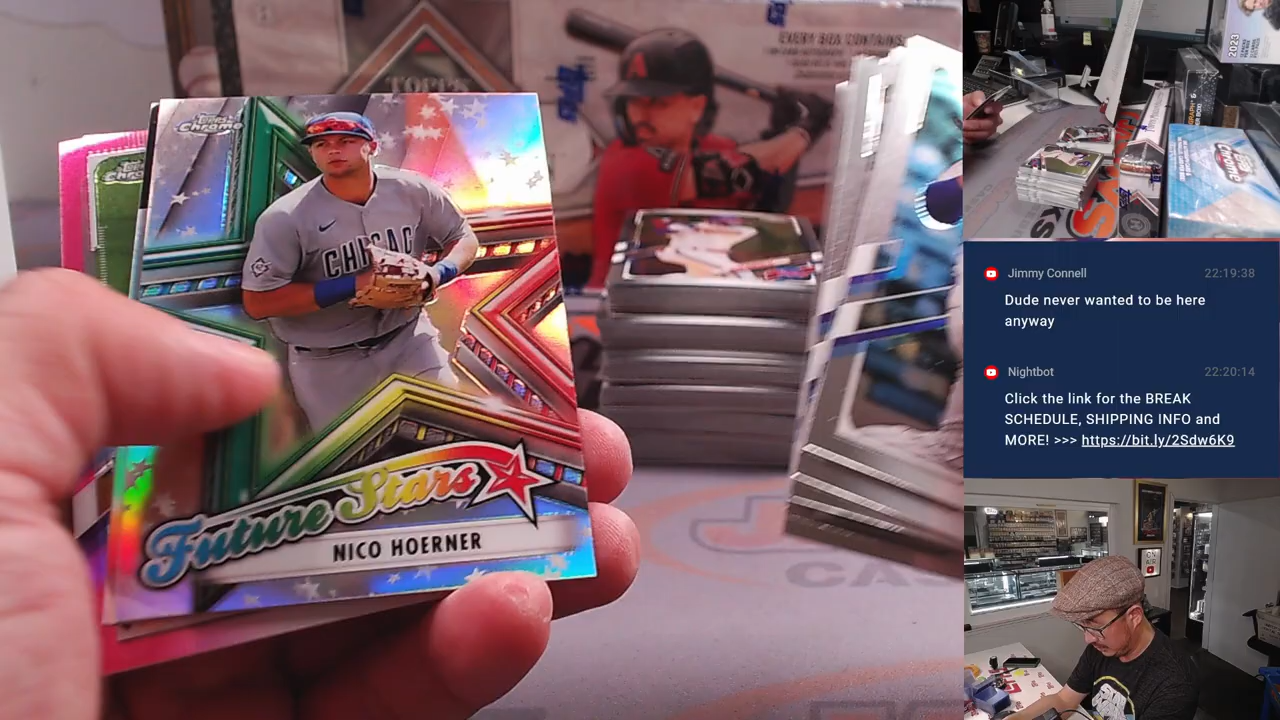 EVERY BOX CONTAINS
TOPPS
topps
Chrome
CHICAGO
Future Stars
NICO HOERNER
2023
Jimmy Connell 22:19:38
Dude never wanted to be here
anyway
Nightbot 22:20:14
Click the link for the BREAK
SCHEDULE, SHIPPING INFO and
MORE! >>> https://bit.ly/2Sdw6K9